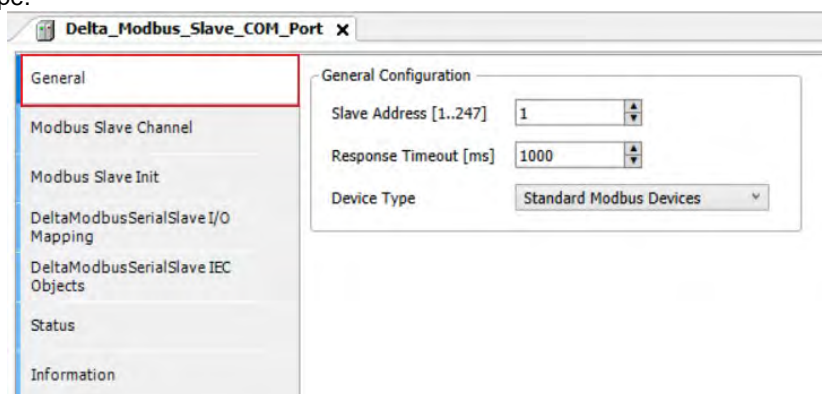 Delta_Modbus_Slave_COM_Port x
General
Modbus Slave Channel
Modbus Slave Init
DeltaModbusSerialSlave I/O
Mapping
DeltaModbusSerialSlave IEC
Objects
Status
Information
General Configuration
Slave Address [1..247] 1
Response Timeout [ms] 1000
Device Type Standard Modbus Devices